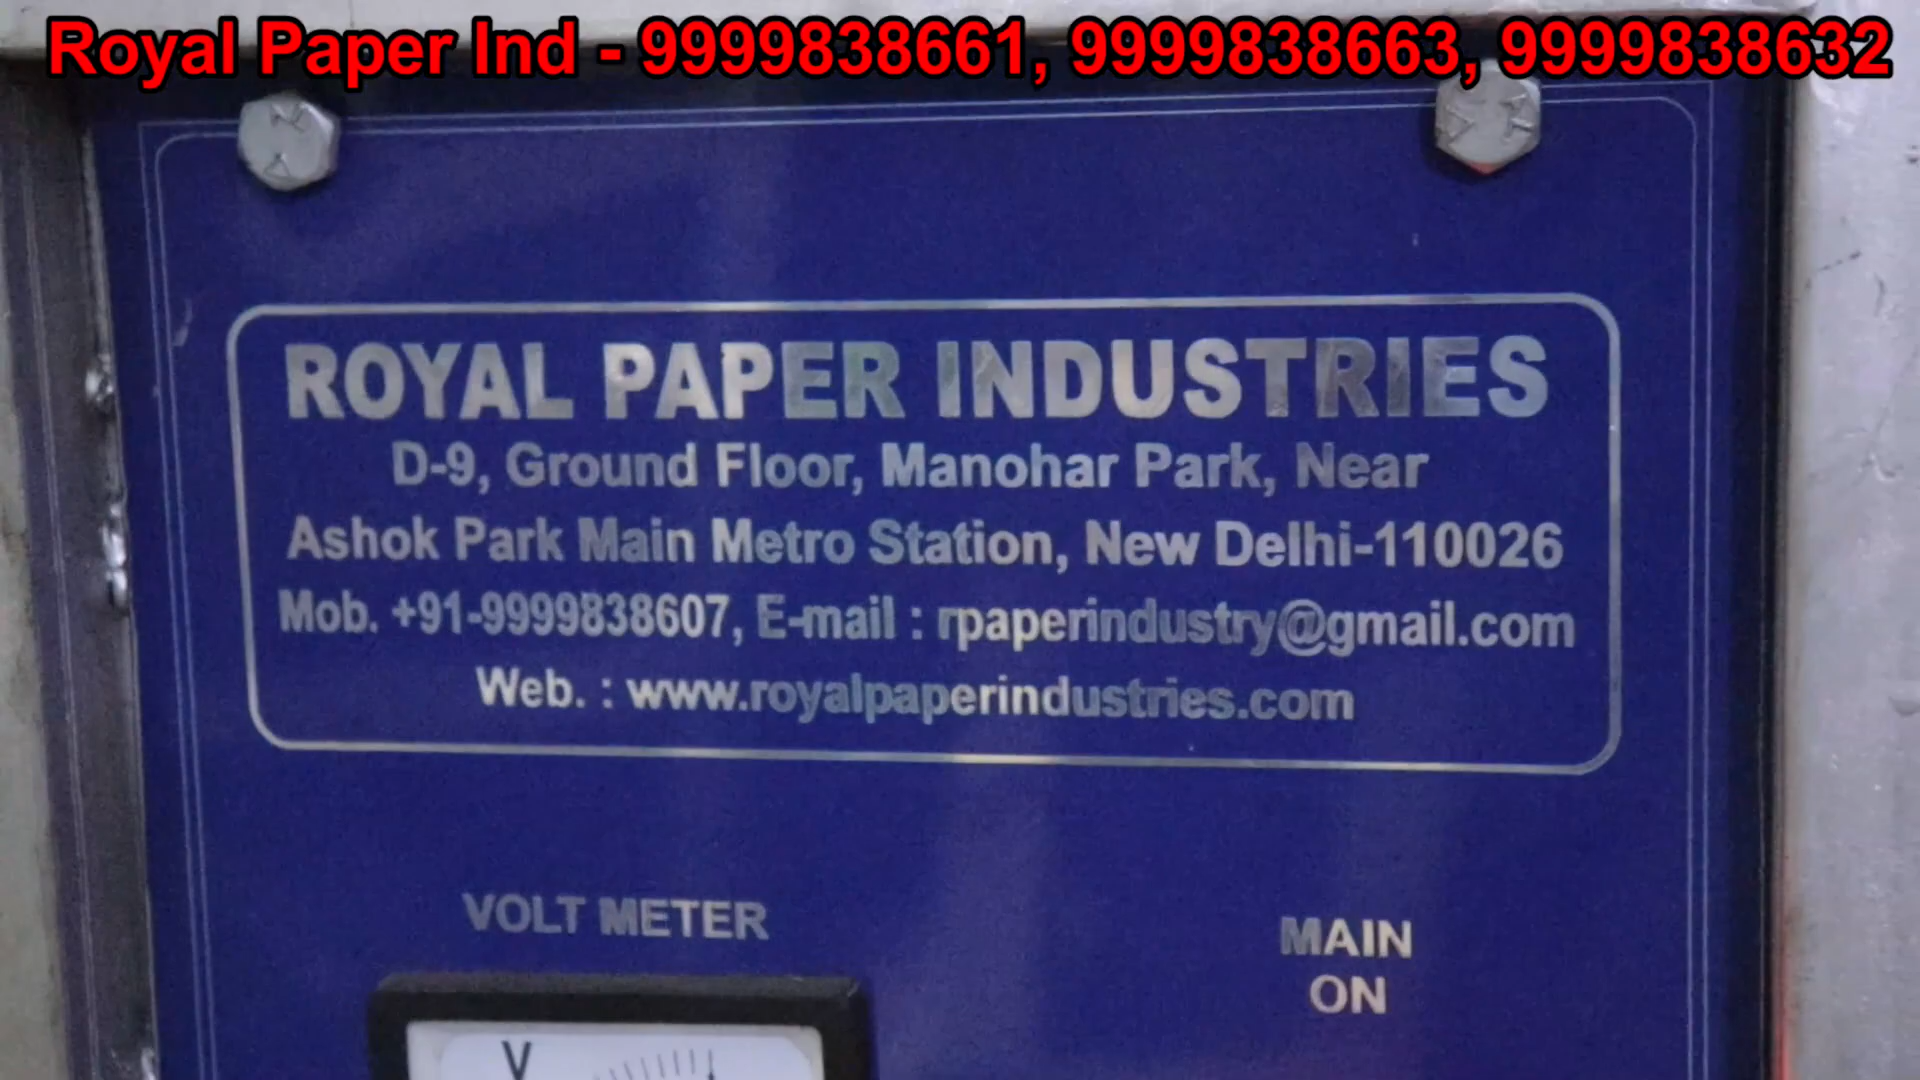 Royal Paper Ind - 9999838661, 9999838663, 9999838632
ROYAL PAPER INDUSTRIES
D-9, Ground Floor, Manohar Park, Near
Ashok Park Main Metro Station, New Delhi-110026
Mob. +91-9999838607, E-mail : rpaperindustry@gmail.com
Web. : www.royalpaperindustries.com
VOLT METER
MAIN
ON
V